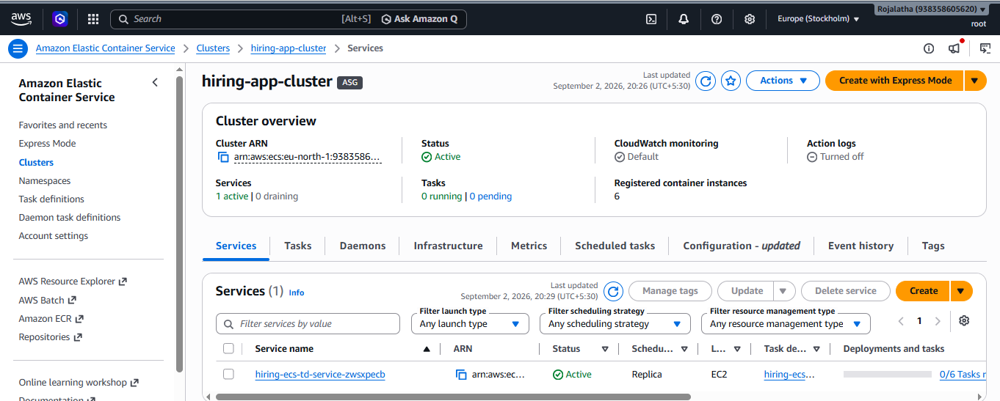 aws
Search [Alt+S] Ask Amazon Q
Europe (Stockholm)
Rojalatha (938358605620)
root
Amazon Elastic Container Service > Clusters > hiring-app-cluster > Services
Amazon Elastic
Container Service
Favorites and recents
Express Mode
Clusters
Namespaces
Task definitions
Daemon task definitions
Account settings
AWS Resource Explorer
AWS Batch
Amazon ECR
Repositories
Online learning workshop
hiring-app-cluster ASG
Last updated
September 2, 2026, 20:26 (UTC+5:30)
Actions
Create with Express Mode
Cluster overview
Cluster ARN
arn:aws:ecs:eu-north-1:9383586...
Status
Active
CloudWatch monitoring
Default
Action logs
Turned off
Services
1 active | 0 draining
Tasks
0 running | 0 pending
Registered container instances
6
Services Tasks Daemons Infrastructure Metrics Scheduled tasks Configuration - updated Event history Tags
Services (1) Info
Last updated
September 2, 2026, 20:29 (UTC+5:30)
Manage tags Update Delete service Create
Filter services by value
Filter launch type
Any launch type
Filter scheduling strategy
Any scheduling strategy
Filter resource management type
Any resource management type
1
Service name ARN Status Schedu... L... Task de... Deployments and tasks
hiring-ecs-td-service-zwsxpecb arn:aws:ec... Active Replica EC2 hiring-ecs... 0/6 Tasks